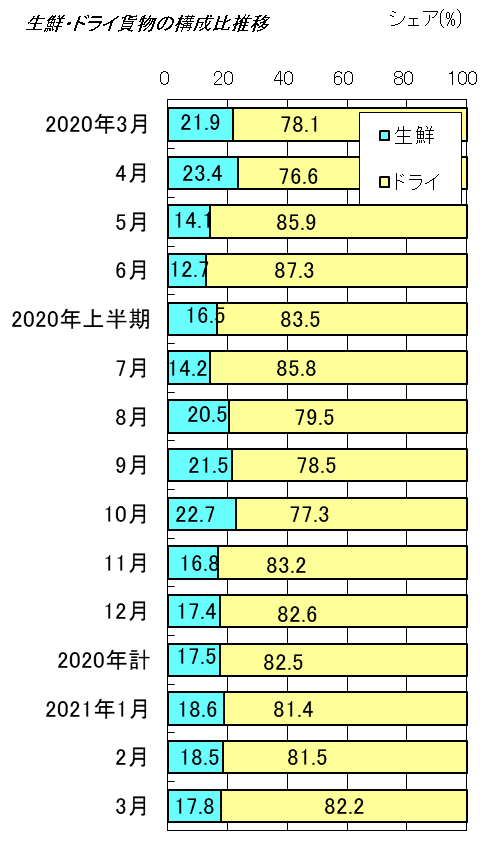 生鮮・ドライ貨物の構成比推移
シェア(%)
0 20 40 60 80 100
2020年3月 21.9 78.1
生鮮
4月 23.4 76.6
ドライ
5月 14.1 85.9
6月 12.7 87.3
2020年上半期 16.5 83.5
7月 14.2 85.8
8月 20.5 79.5
9月 21.5 78.5
10月 22.7 77.3
11月 16.8 83.2
12月 17.4 82.6
2020年計 17.5 82.5
2021年1月 18.6 81.4
2月 18.5 81.5
3月 17.8 82.2